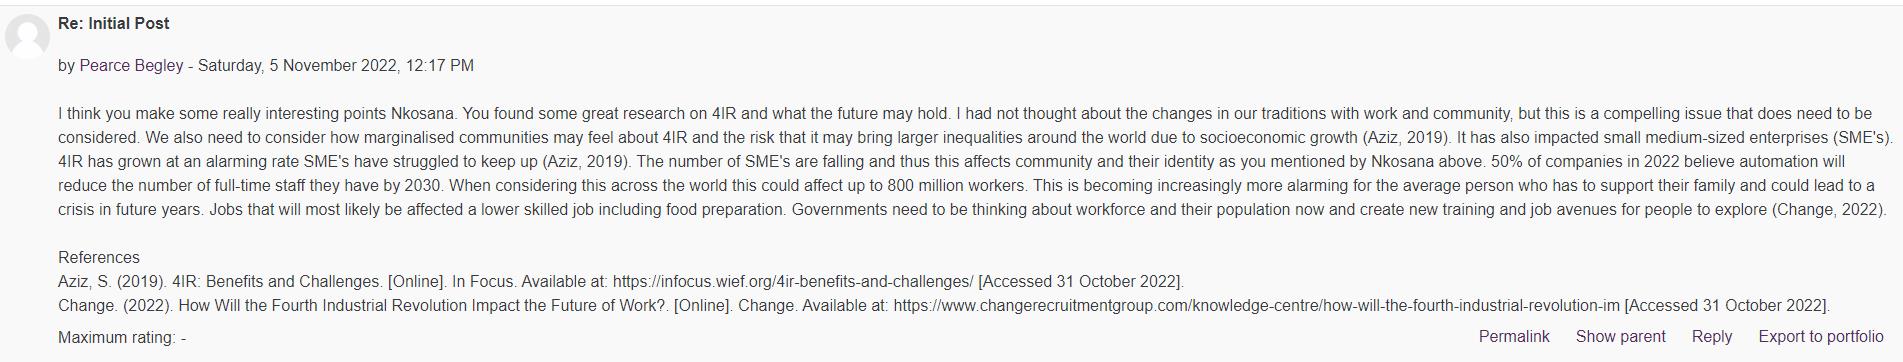 Re: Initial Post
by Pearce Begley - Saturday, 5 November 2022, 12:17 PM
I think you make some really interesting points Nkosana. You found some great research on 4IR and what the future may hold. I had not thought about the changes in our traditions with work and community, but this is a compelling issue that does need to be
considered. We also need to consider how marginalised communities may feel about 4IR and the risk that it may bring larger inequalities around the world due to socioeconomic growth (Aziz, 2019). It has also impacted small medium-sized enterprises (SME's).
4IR has grown at an alarming rate SME's have struggled to keep up (Aziz, 2019). The number of SME's are falling and thus this affects community and their identity as you mentioned by Nkosana above. 50% of companies in 2022 believe automation will
reduce the number of full-time staff they have by 2030. When considering this across the world this could affect up to 800 million workers. This is becoming increasingly more alarming for the average person who has to support their family and could lead to a
crisis in future years. Jobs that will most likely be affected a lower skilled job including food preparation. Governments need to be thinking about workforce and their population now and create new training and job avenues for people to explore (Change, 2022).
References
Aziz, S. (2019). 4IR: Benefits and Challenges. [Online]. In Focus. Available at: https://infocus.wief.org/4ir-benefits-and-challenges/ [Accessed 31 October 2022].
Change. (2022). How Will the Fourth Industrial Revolution Impact the Future of Work?. [Online]. Change. Available at: https://www.changerecruitmentgroup.com/knowledge-centre/how-will-the-fourth-industrial-revolution-im [Accessed 31 October 2022].
Maximum rating: -
Permalink Show parent Reply Export to portfolio